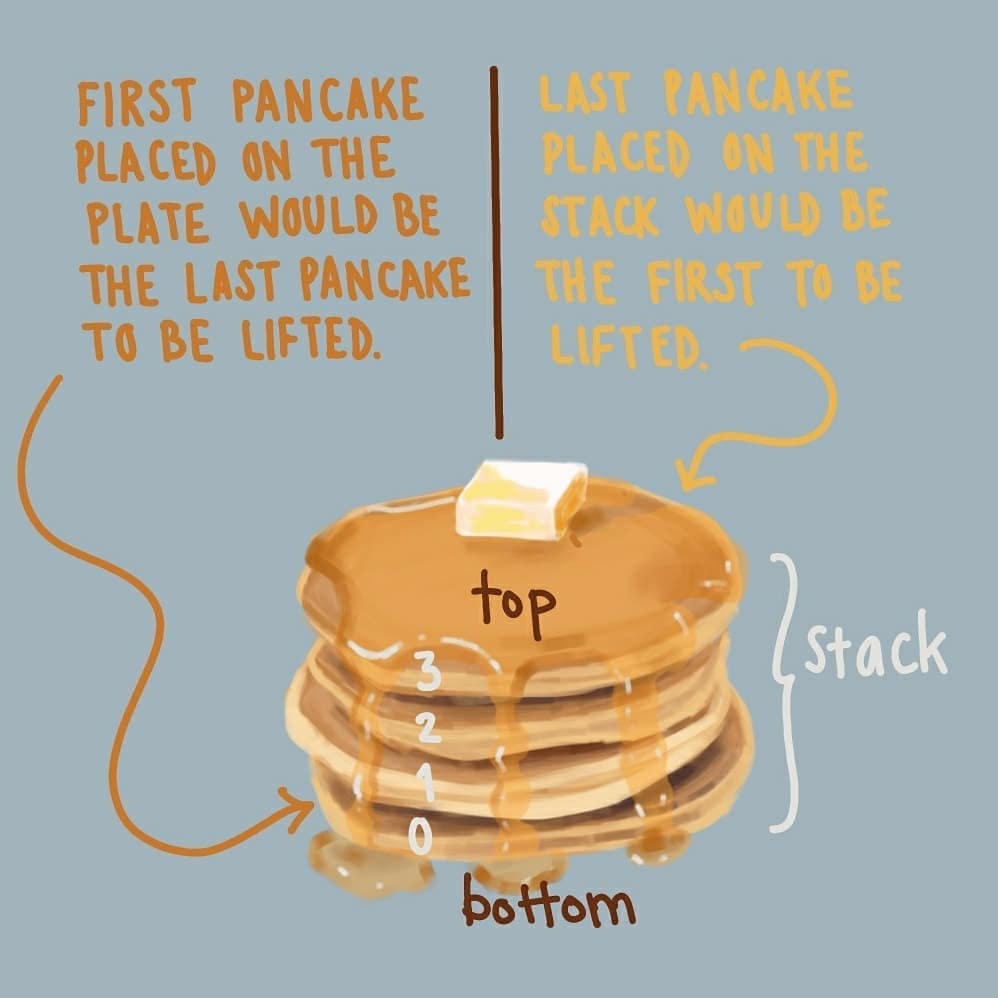 FIRST PANCAKE
PLACED ON THE
PLATE WOULD BE
THE LAST PANCAKE
TO BE LIFTED.
LAST PANCAKE
PLACED ON THE
STACK WOULD BE
THE FIRST TO BE
LIFTED.
top
3
2
1
0
bottom
stack